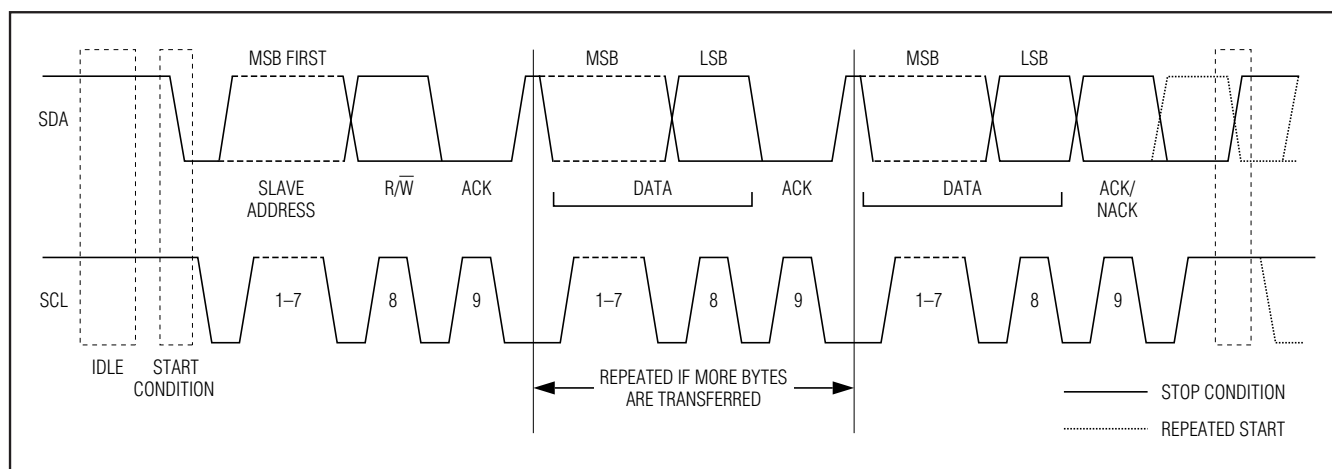 MSB FIRST
MSB
LSB
MSB
LSB
SDA
SLAVE
ADDRESS
R/W̅
ACK
DATA
ACK
DATA
ACK/
NACK
SCL
1–7
8
9
1–7
8
9
1–7
8
9
IDLE
START
CONDITION
REPEATED IF MORE BYTES
ARE TRANSFERRED
STOP CONDITION
REPEATED START